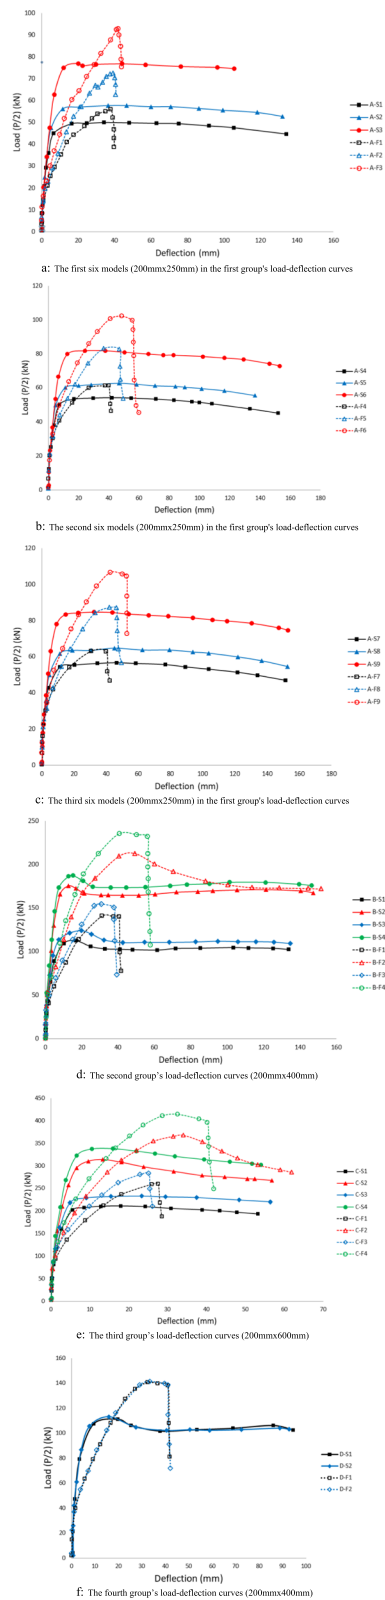 100
90
80
70
60
50
40
30
20
10
0
Load (P/2) (kN)
0 20 40 60 80 100 120 140 160
Deflection (mm)
A-S1
A-S2
A-S3
A-F1
A-F2
A-F3
a: The first six models (200mmx250mm) in the first group's load-deflection curves
120
100
80
60
40
20
0
Load (P/2) (kN)
0 20 40 60 80 100 120 140 160 180
Deflection (mm)
A-S4
A-S5
A-S6
A-F4
A-F5
A-F6
b: The second six models (200mmx250mm) in the first group's load-deflection curves
120
100
80
60
40
20
0
Load (P/2) (kN)
0 20 40 60 80 100 120 140 160 180
Deflection (mm)
A-S7
A-S8
A-S9
A-F7
A-F8
A-F9
c: The third six models (200mmx250mm) in the first group's load-deflection curves
250
200
150
100
50
0
Load (P/2) (kN)
0 20 40 60 80 100 120 140 160
Deflection (mm)
B-S1
B-S2
B-S3
B-S4
B-F1
B-F2
B-F3
B-F4
d: The second group's load-deflection curves (200mmx400mm)
450
400
350
300
250
200
150
100
50
0
Load (P/2) (kN)
0 10 20 30 40 50 60 70
Deflection (mm)
C-S1
C-S2
C-S3
C-S4
C-F1
C-F2
C-F3
C-F4
e: The third group's load-deflection curves (200mmx600mm)
160
140
120
100
80
60
40
20
0
Load (P/2) (kN)
0 10 20 30 40 50 60 70 80 90 100
Deflection (mm)
D-S1
D-S2
D-F1
D-F2
f: The fourth group's load-deflection curves (200mmx400mm)